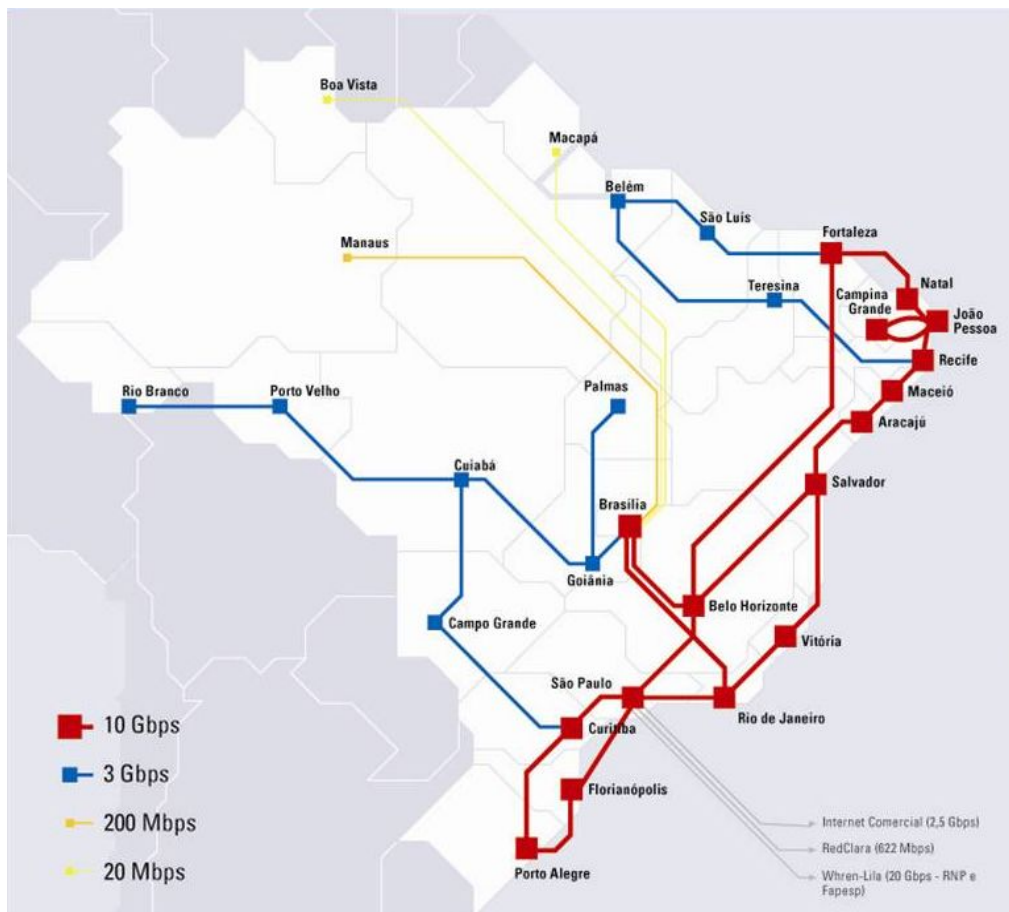 Boa Vista
Macapá
Belém
São Luís
Fortaleza
Manaus
Teresina
Natal
Campina
Grande
João
Pessoa
Recife
Rio Branco
Porto Velho
Palmas
Maceió
Aracajú
Cuiabá
Salvador
Brasília
Goiânia
Belo Horizonte
Campo Grande
Vitória
São Paulo
Rio de Janeiro
Curitiba
Florianópolis
Porto Alegre
10 Gbps
3 Gbps
200 Mbps
20 Mbps
Internet Comercial (2,5 Gbps)
RedClara (622 Mbps)
Whren-Lila (20 Gbps - RNP e
Fapesp)